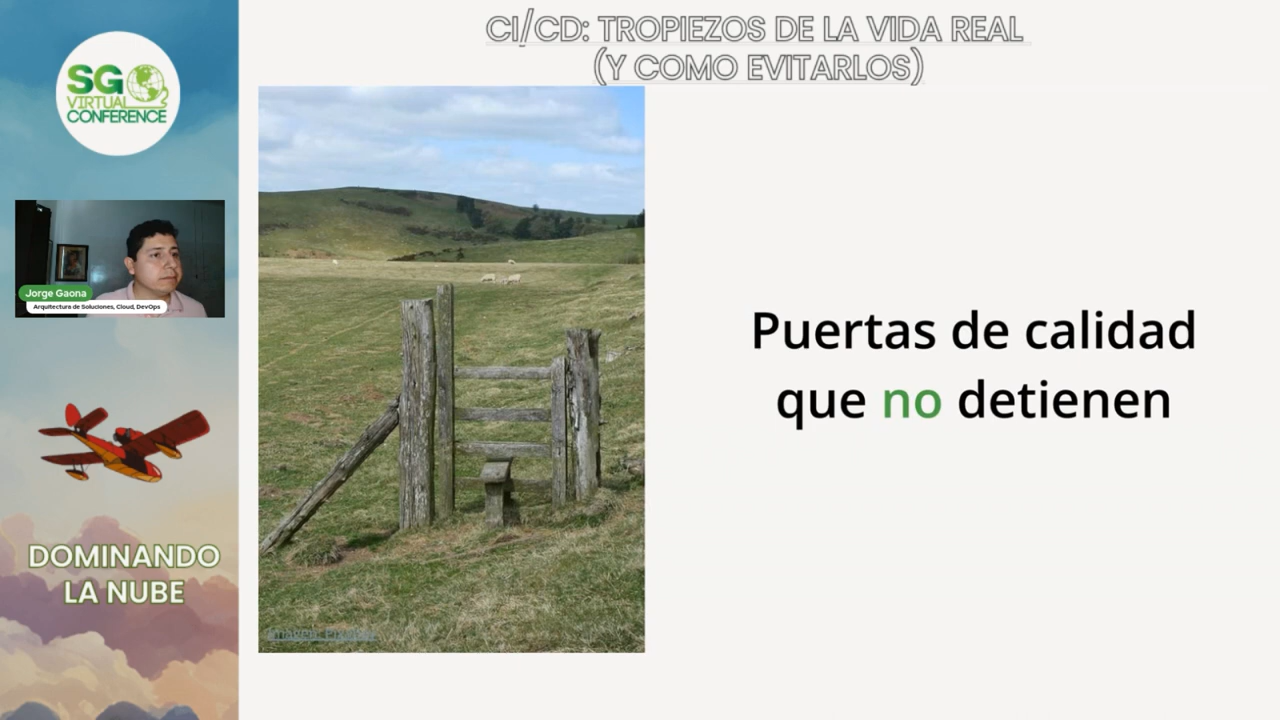 SG
VIRTUAL
CONFERENCE
Jorge Gaona
Arquitectura de Soluciones, Cloud, DevOps
DOMINANDO
LA NUBE
CI/CD: TROPIEZOS DE LA VIDA REAL
(Y COMO EVITARLOS)
Puertas de calidad
que no detienen